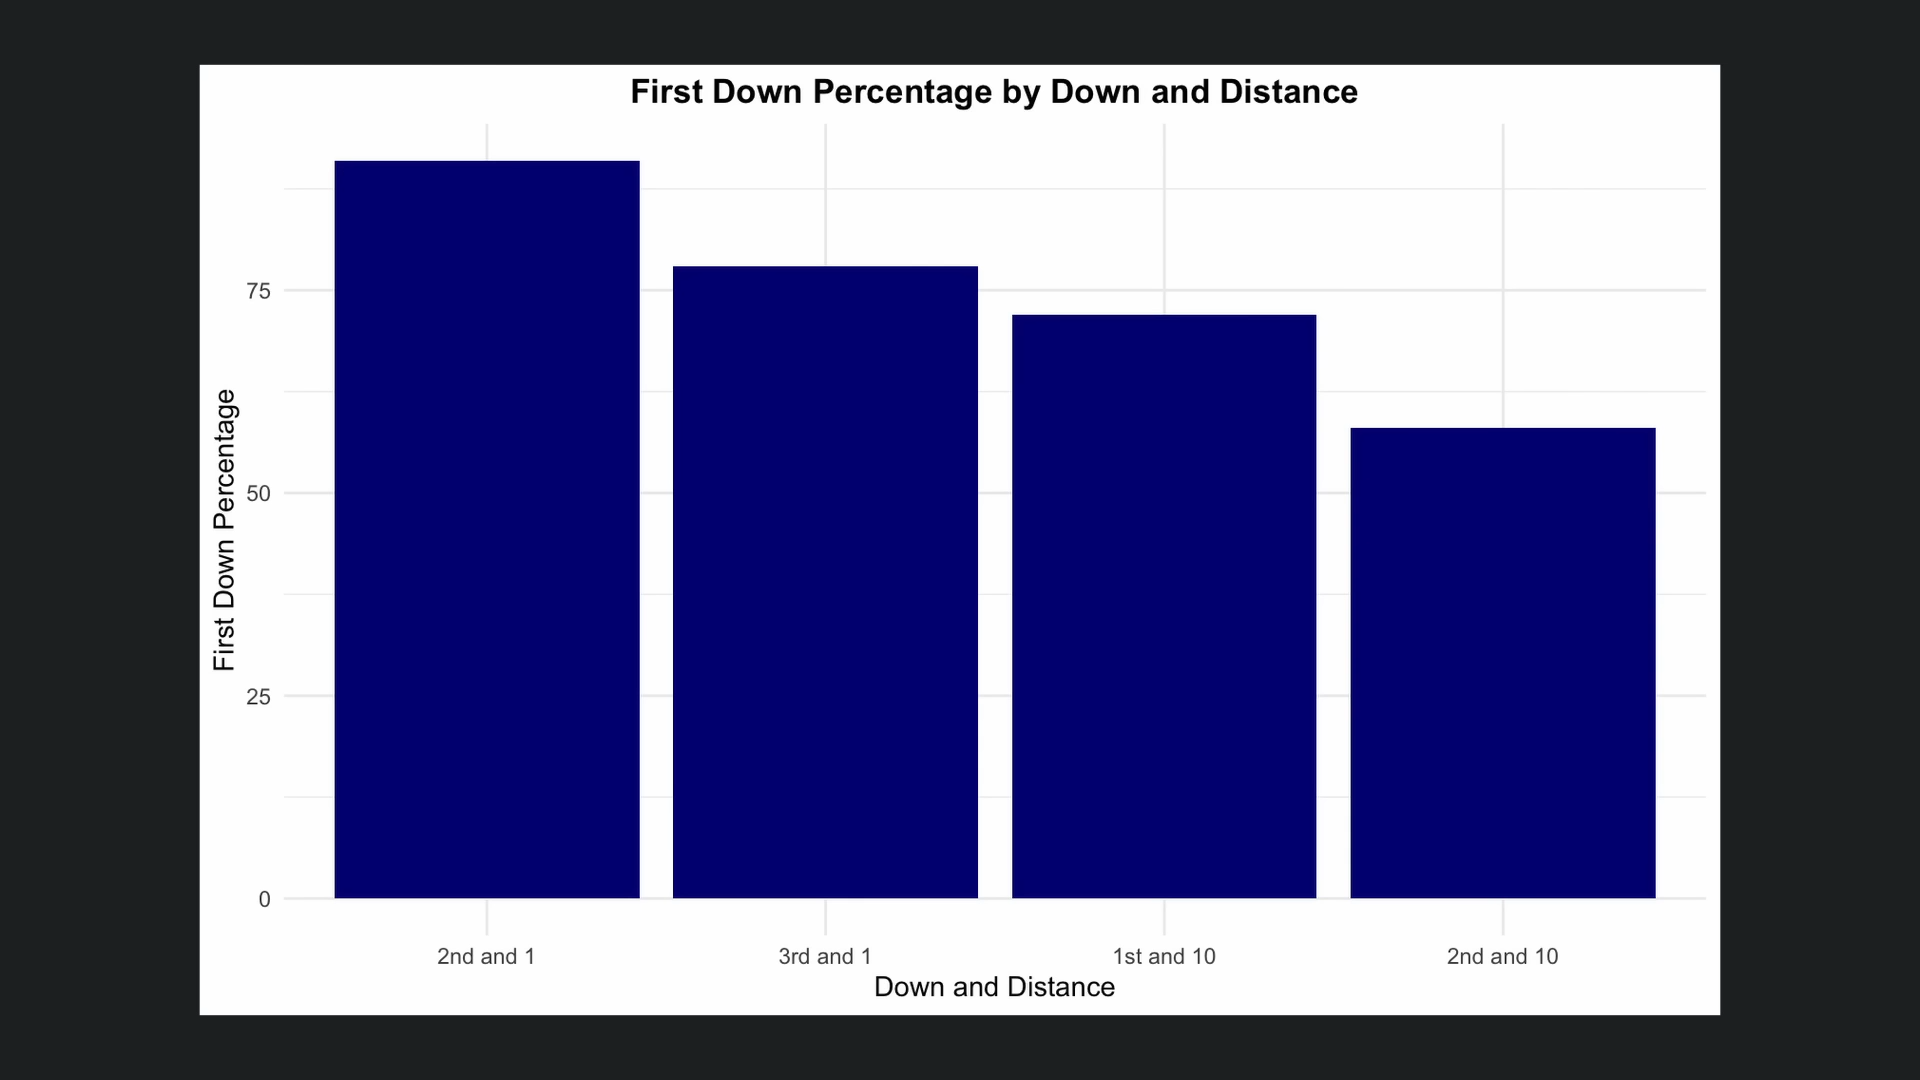 First Down Percentage by Down and Distance
First Down Percentage
75
50
25
0
2nd and 1
3rd and 1
1st and 10
2nd and 10
Down and Distance